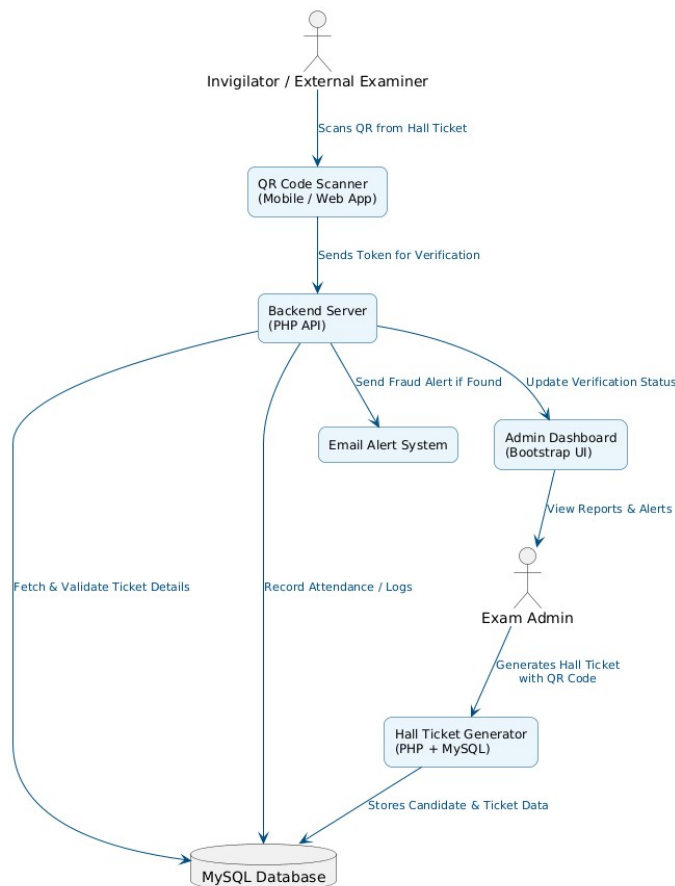 Invigilator / External Examiner
Scans QR from Hall Ticket
QR Code Scanner
(Mobile / Web App)
Sends Token for Verification
Backend Server
(PHP API)
Send Fraud Alert if Found
Update Verification Status
Email Alert System
Admin Dashboard
(Bootstrap UI)
View Reports & Alerts
Fetch & Validate Ticket Details
Record Attendance / Logs
Exam Admin
Generates Hall Ticket
with QR Code
Hall Ticket Generator
(PHP + MySQL)
Stores Candidate & Ticket Data
MySQL Database